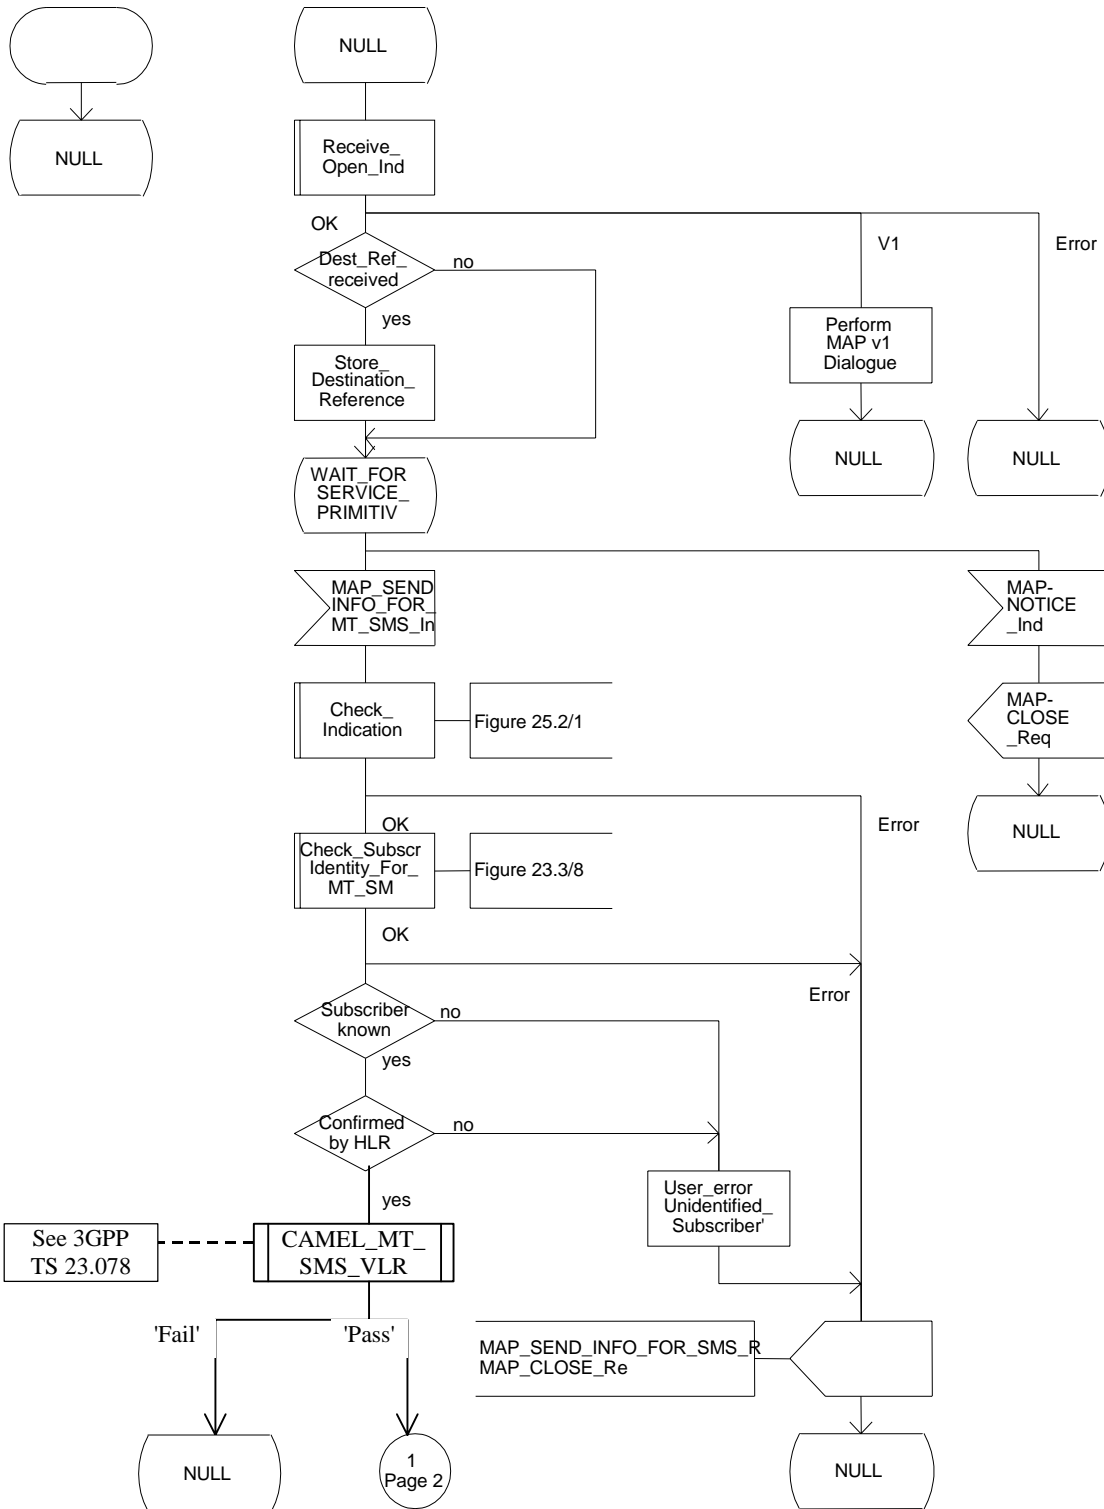 NULL
NULL
Receive_
Open_Ind
OK
V1
Error
Dest_Ref_
received
no
yes
Perform
MAP v1
Dialogue
Store_
Destination_
Reference
NULL
NULL
WAIT_FOR
SERVICE_
PRIMITIV
MAP_SEND
INFO_FOR_
MT_SMS_In
MAP-
NOTICE
_Ind
Check_
Indication
Figure 25.2/1
MAP-
CLOSE
_Req
OK
Error
NULL
Check_Subscr
Identity_For_
MT_SM
Figure 23.3/8
OK
Error
Subscriber
known
no
yes
Confirmed
by HLR
no
yes
User_error
Unidentified_
Subscriber'
See 3GPP
TS 23.078
CAMEL_MT_
SMS_VLR
'Fail'
'Pass'
MAP_SEND_INFO_FOR_SMS_R
MAP_CLOSE_Re
NULL
1
Page 2
NULL